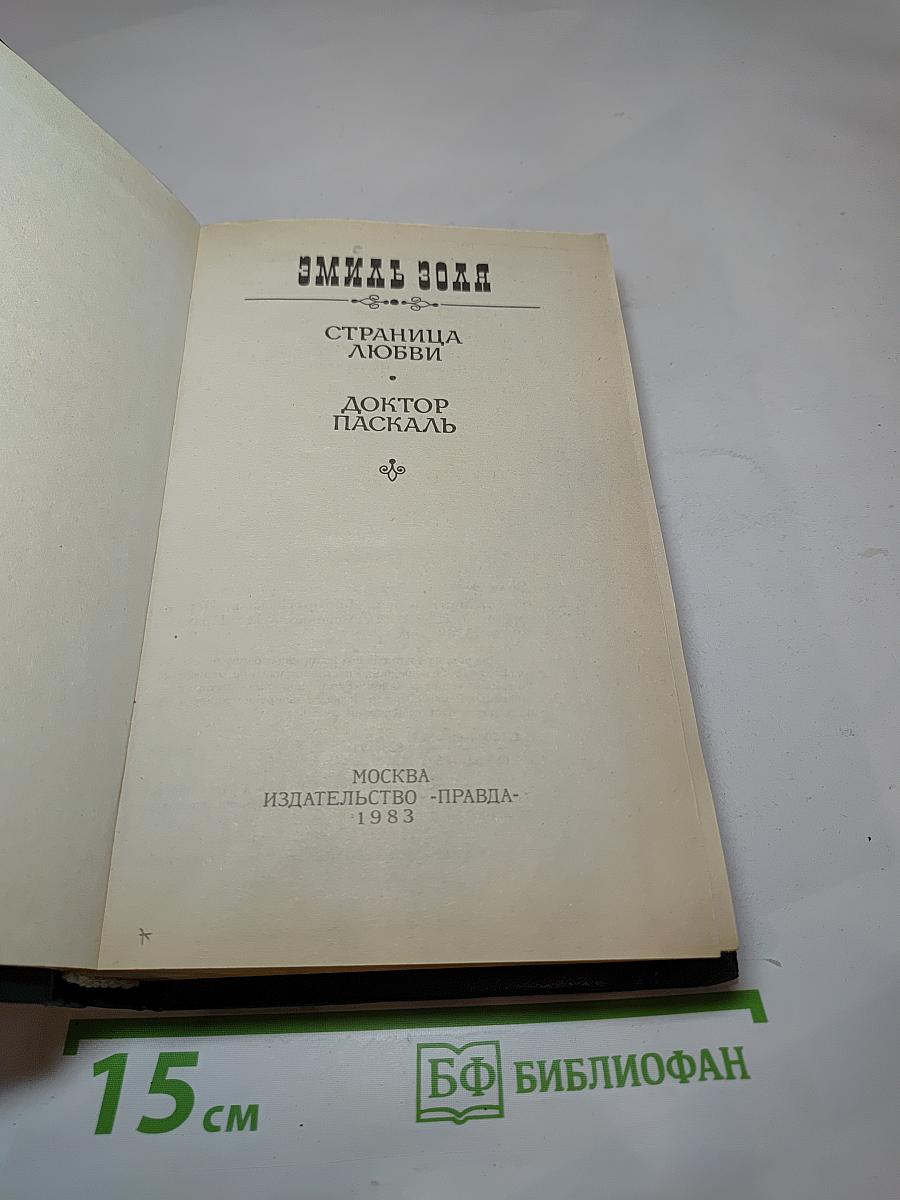 ЭМИЛЬ ЗОЛЯ
СТРАНИЦА
ЛЮБВИ
ДОКТОР
ПАСКАЛЬ
МОСКВА
ИЗДАТЕЛЬСТВО «ПРАВДА»
1983
15 см
БФ БИБЛИОФАН